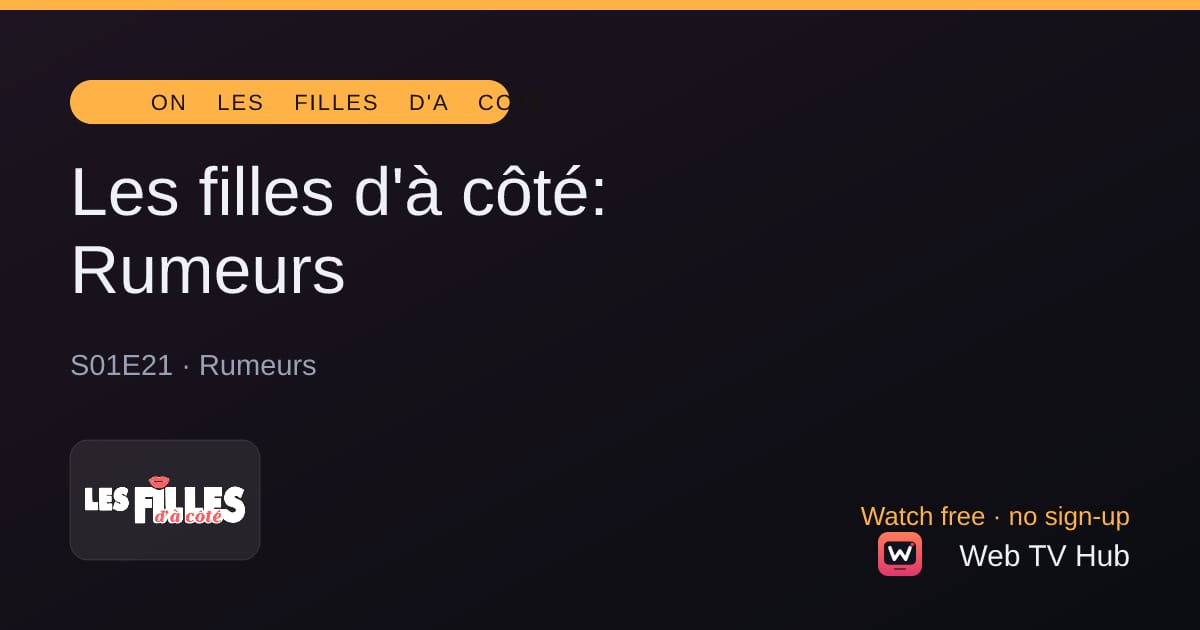 ON LES FILLES D'A CO
Les filles d'à côté:
Rumeurs
S01E21 · Rumeurs
LES FILLES
d'à côté
Watch free · no sign-up
Web TV Hub